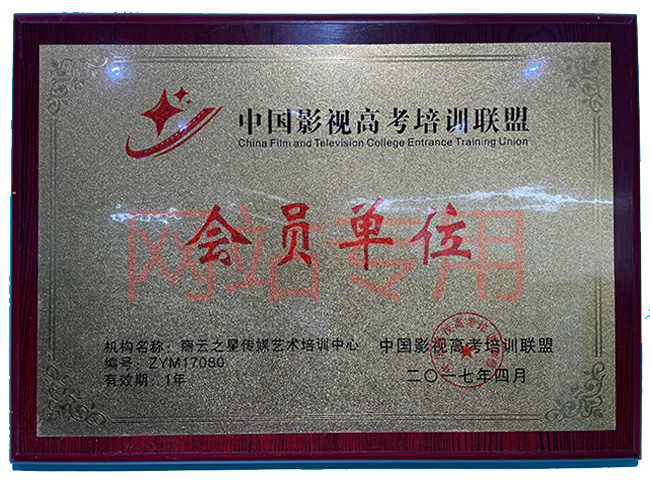 中国影视高考培训联盟
China Film and Television College Entrance Training Union
会员单位
网站专用
机构名称：霸云之星传媒艺术培训中心
编号：ZYM17080
有效期：1年
中国影视高考培训联盟
二〇一七年四月